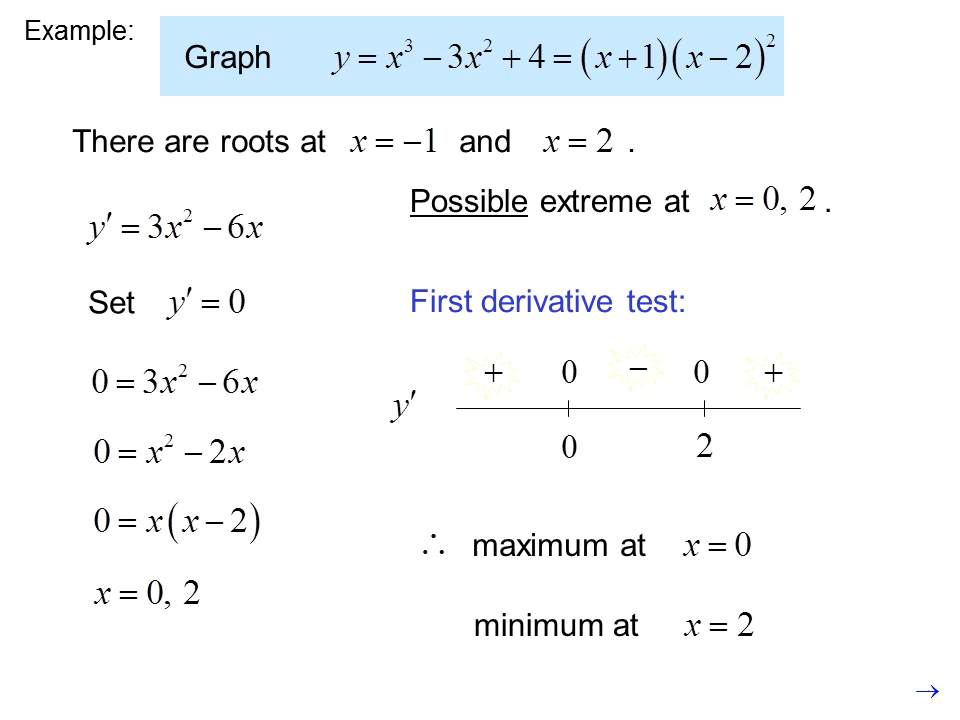 Example:
Graph y = x³ − 3x² + 4 = (x + 1)(x − 2)²
There are roots at x = −1 and x = 2 .
Possible extreme at x = 0, 2 .
y′ = 3x² − 6x
Set y′ = 0
First derivative test:
0 = 3x² − 6x
+ 0 − 0 +
y′
0 2
0 = x² − 2x
0 = x(x − 2)
x = 0, 2
∴ maximum at x = 0
minimum at x = 2
→